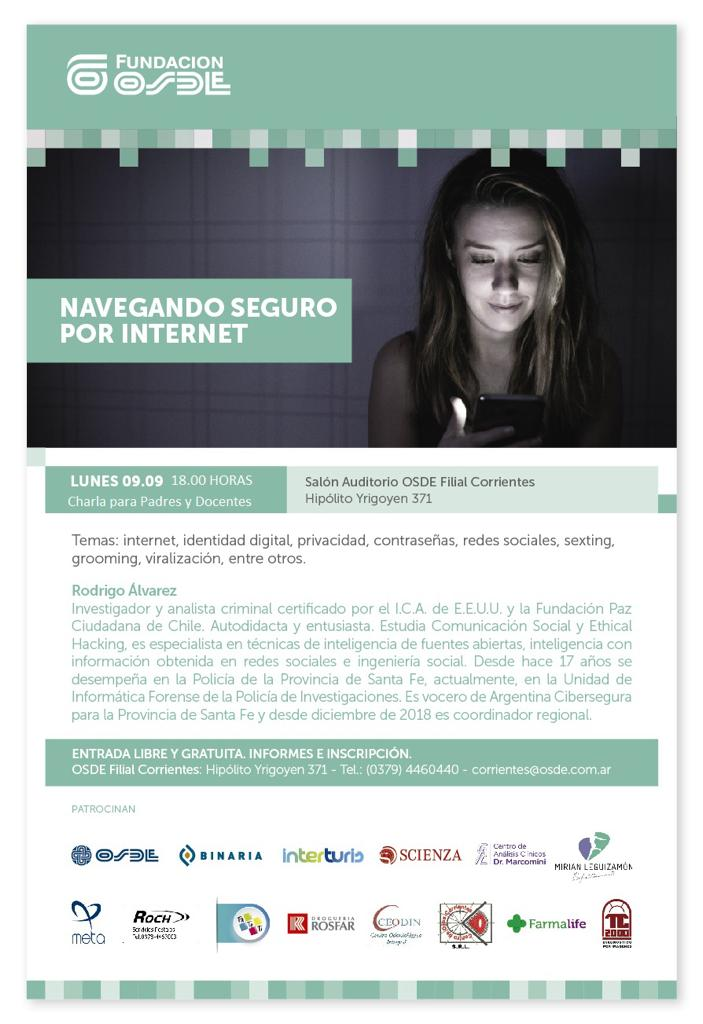 FUNDACION
OSDE
NAVEGANDO SEGURO
POR INTERNET
LUNES 09.09 18.00 HORAS
Charla para Padres y Docentes
Salón Auditorio OSDE Filial Corrientes
Hipólito Yrigoyen 371
Temas: internet, identidad digital, privacidad, contraseñas, redes sociales, sexting,
grooming, viralización, entre otros.
Rodrigo Álvarez
Investigador y analista criminal certificado por el I.C.A. de E.E.U.U. y la Fundación Paz
Ciudadana de Chile. Autodidacta y entusiasta. Estudia Comunicación Social y Ethical
Hacking, es especialista en técnicas de inteligencia de fuentes abiertas, inteligencia con
información obtenida en redes sociales e ingeniería social. Desde hace 17 años se
desempeña en la Policía de la Provincia de Santa Fe, actualmente, en la Unidad de
Informática Forense de la Policía de Investigaciones. Es vocero de Argentina Cibersegura
para la Provincia de Santa Fe y desde diciembre de 2018 es coordinador regional.
ENTRADA LIBRE Y GRATUITA. INFORMES E INSCRIPCIÓN.
OSDE Filial Corrientes: Hipólito Yrigoyen 371 - Tel.: (0379) 4460440 - corrientes@osde.com.ar
PATROCINAN
OSDE
BINARIA
interturis
SCIENZA
Centro de
Análisis Clínicos
Dr. Marcomini
MIRIAN LEGUIZAMÓN
meta
ROCH
DROGUERIA
ROSFAR
CEODIN
S.R.L.
Farmalife
TC
2000